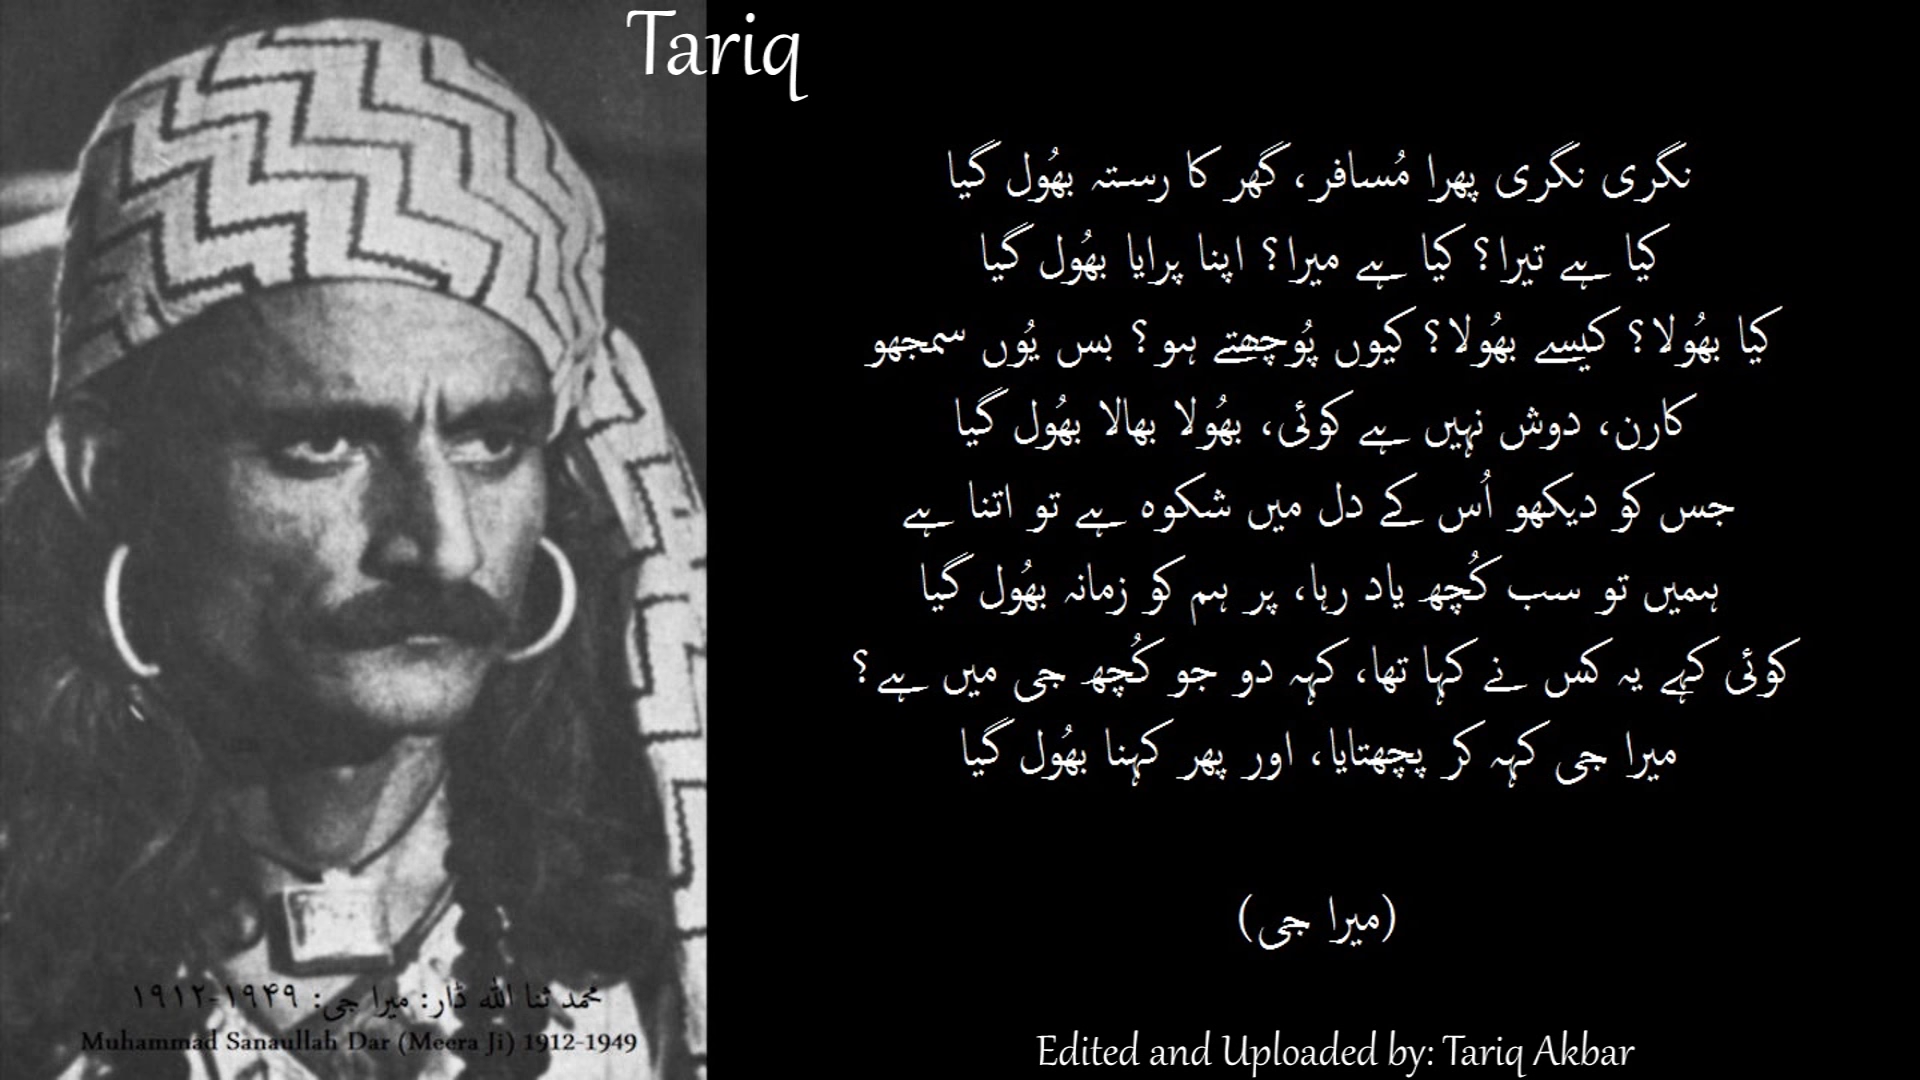 Tariq
نگری نگری پھرا مُسافر، گھر کا رستہ بھُول گیا
کیا ہے تیرا؟ کیا ہے میرا؟ اپنا پرایا بھُول گیا
کیا بھُولا؟ کیسے بھُولا؟ کیوں پُوچھتے ہو؟ بس یُوں سمجھو
کارن، دوش نہیں ہے کوئی، بھُولا بھالا بھُول گیا
جس کو دیکھو اُس کے دل میں شکوہ ہے تو اتنا ہے
ہمیں تو سب کُچھ یاد رہا، پر ہم کو زمانہ بھُول گیا
کوئی کہے یہ کس نے کہا تھا، کہہ دو جو کُچھ جی میں ہے؟
میرا جی کہہ کر پچھتایا، اور پھر کہنا بھُول گیا
(میرا جی)
محمد ثنا اللہ ڈار: میرا جی: ۱۹۴۹-۱۹۱۲
Muhammad Sanaullah Dar (Meera Ji) 1912-1949
Edited and Uploaded by: Tariq Akbar